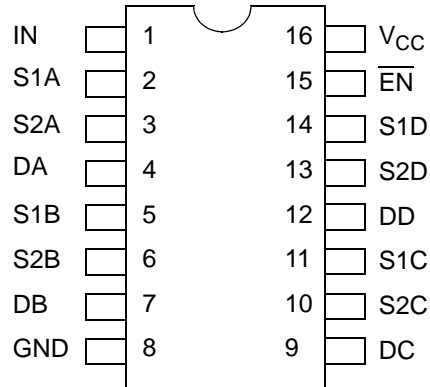 IN 1 16 VCC
S1A 2 15 EN
S2A 3 14 S1D
DA 4 13 S2D
S1B 5 12 DD
S2B 6 11 S1C
DB 7 10 S2C
GND 8 9 DC